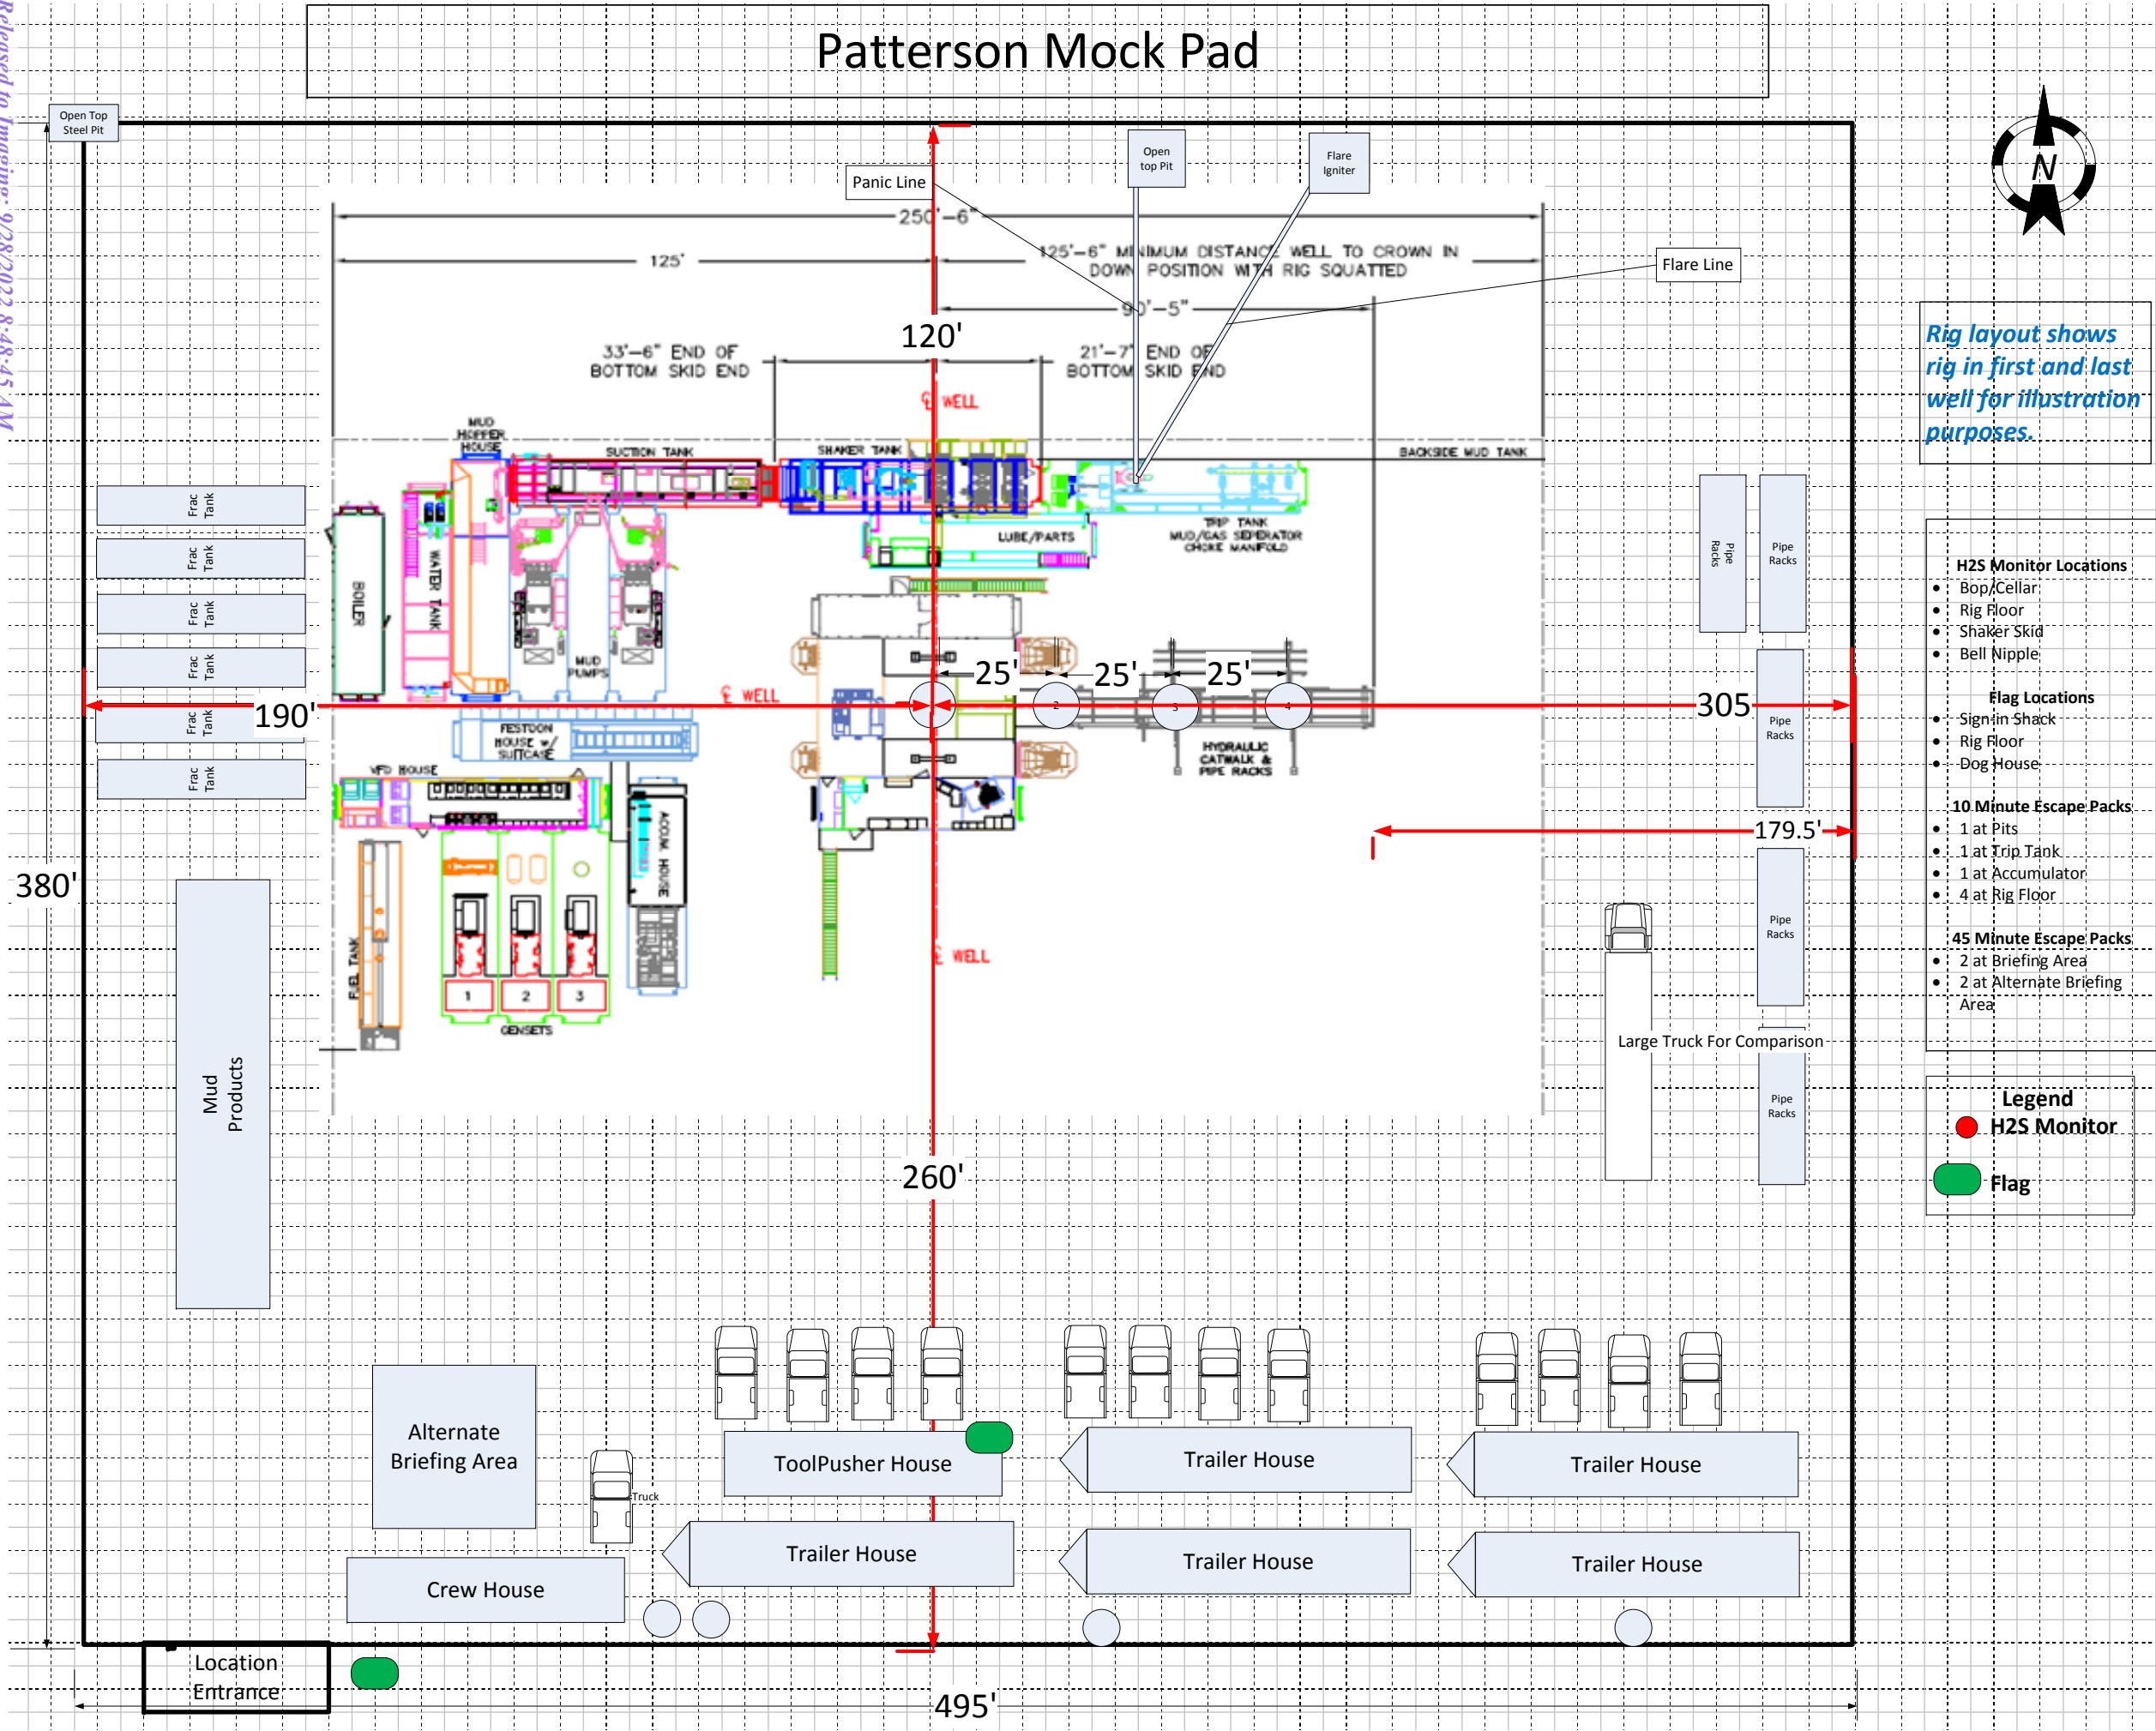 Released to Imaging: 9/28/2022 8:48:45 AM
Patterson Mock Pad
Open Top
Steel Pit
Panic Line
Open
top Pit
Flare
Igniter
Flare Line
N
250'-6"
125'
125'-6" MINIMUM DISTANCE WELL TO CROWN IN
DOWN POSITION WITH RIG SQUATTED
90'-5"
120'
33'-6" END OF
BOTTOM SKID END
21'-7" END OF
BOTTOM SKID END
℄ WELL
Rig layout shows
rig in first and last
well for illustration
purposes.
MUD
HOPPER
HOUSE
SUCTION TANK
SHAKER TANK
BACKSIDE MUD TANK
Frac
Tank
Frac
Tank
Frac
Tank
Frac
Tank
Frac
Tank
Frac
Tank
BOILER
WATER TANK
MUD
PUMPS
LUBE/PARTS
TRIP TANK
MUD/GAS SEPERATOR
CHOKE MANIFOLD
Pipe
Racks
Pipe
Racks
25'
25'
25'
℄ WELL
2
3
4
190'
305
Pipe
Racks
FESTOON
HOUSE w/
SUITCASE
HYDRAULIC
CATWALK &
PIPE RACKS
VFD HOUSE
ACCUM. HOUSE
179.5'
380'
FUEL TANK
1
2
3
GENSETS
℄ WELL
Pipe
Racks
Large Truck For Comparison
Pipe
Racks
Mud
Products
260'
H2S Monitor Locations
• Bop/Cellar
• Rig Floor
• Shaker Skid
• Bell Nipple
Flag Locations
• Sign in Shack
• Rig Floor
• Dog House
10 Minute Escape Packs
• 1 at Pits
• 1 at Trip Tank
• 1 at Accumulator
• 4 at Rig Floor
45 Minute Escape Packs
• 2 at Briefing Area
• 2 at Alternate Briefing
Area
Legend
H2S Monitor
Flag
Alternate
Briefing Area
Truck
ToolPusher House
Trailer House
Trailer House
Crew House
Trailer House
Trailer House
Trailer House
Location
Entrance
495'